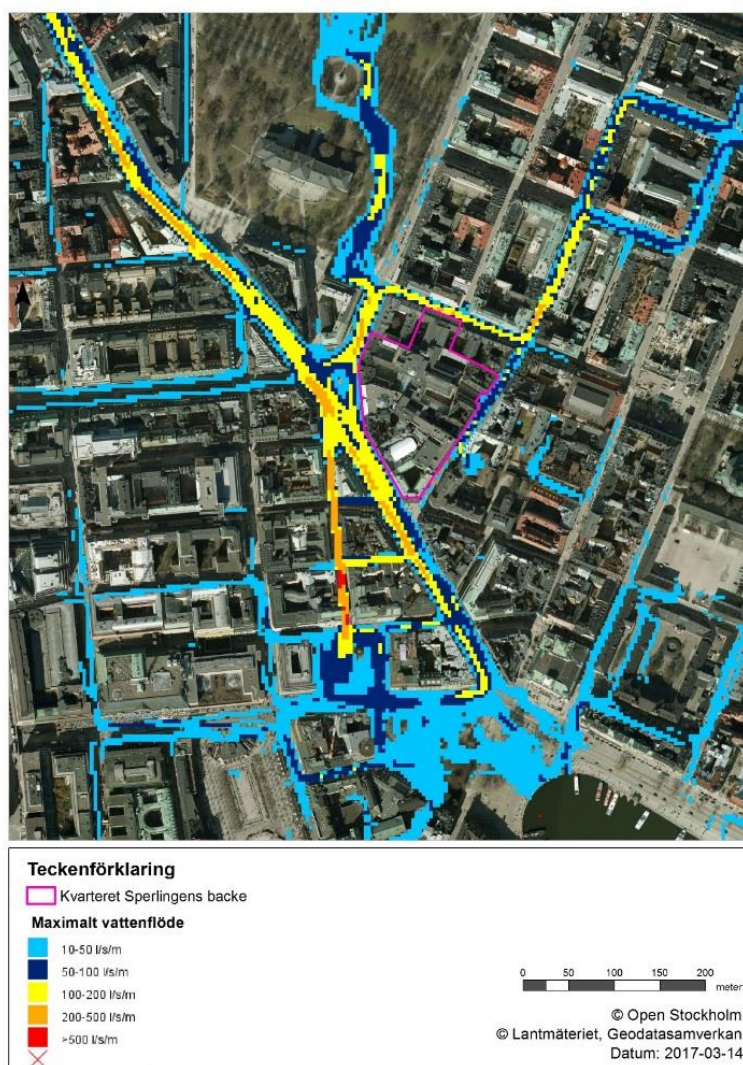 Teckenförklaring
Kvarteret Sperlingens backe
Maximalt vattenflöde
10-50 l/s/m
50-100 l/s/m
100-200 l/s/m
200-500 l/s/m
>500 l/s/m
0 50 100 150 200
meter
© Open Stockholm
© Lantmäteriet, Geodatasamverkan
Datum: 2017-03-14